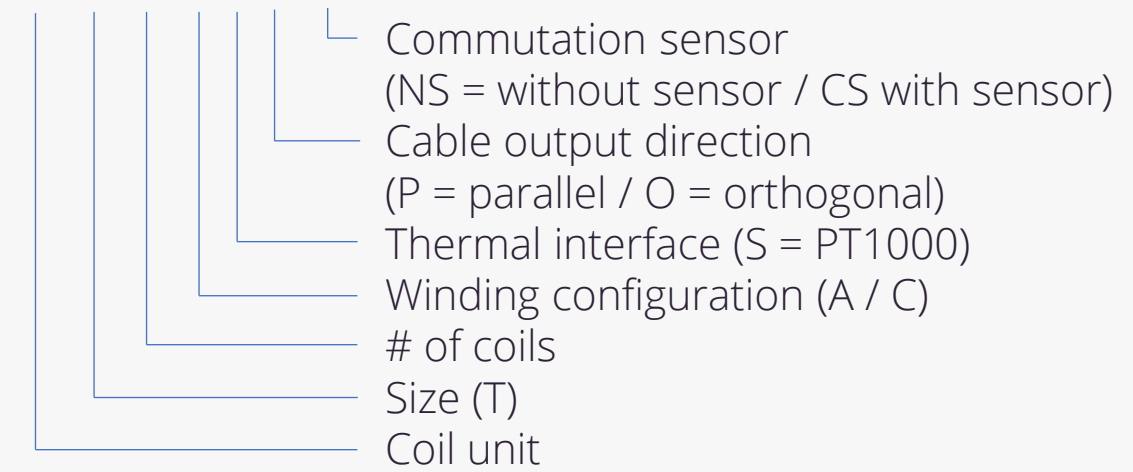 Commutation sensor
(NS = without sensor / CS with sensor)
Cable output direction
(P = parallel / O = orthogonal)
Thermal interface (S = PT1000)
Winding configuration (A / C)
# of coils
Size (T)
Coil unit